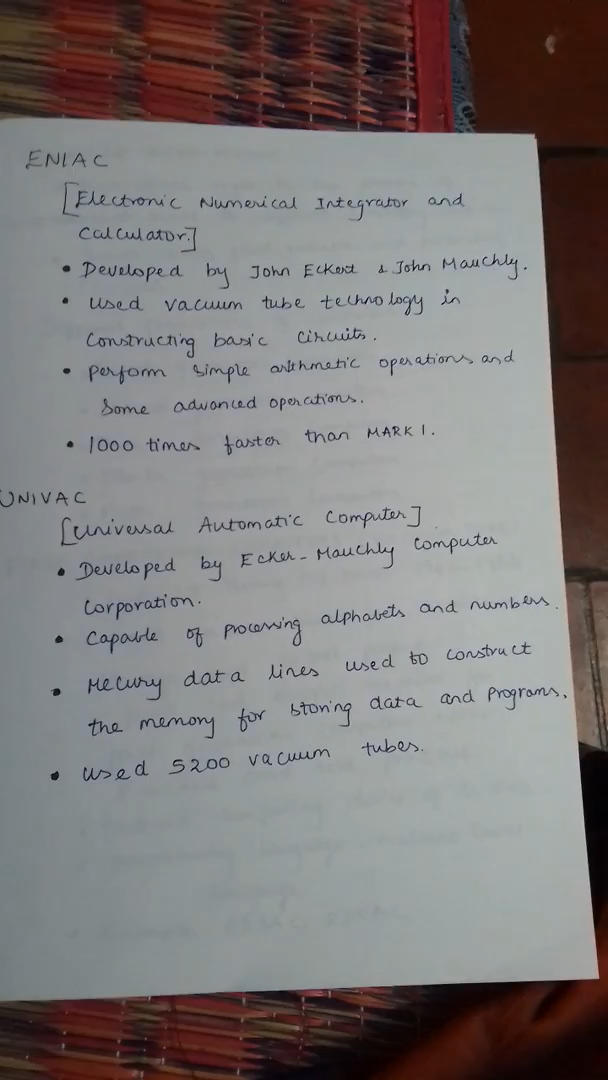 ENIAC
[Electronic Numerical Integrator and
Calculator.]
• Developed by John Eckert & John Mauchly.
• Used vacuum tube technology in
Constructing basic circuits.
• perform simple arithmetic operations and
Some advanced operations.
• 1000 times faster than MARK 1.
UNIVAC
[Universal Automatic Computer]
• Developed by Ecker-Mauchly Computer
Corporation.
• Capable of processing alphabets and numbers.
• Mecury data lines used to construct
the memory for storing data and programs.
• Used 5200 vacuum tubes.